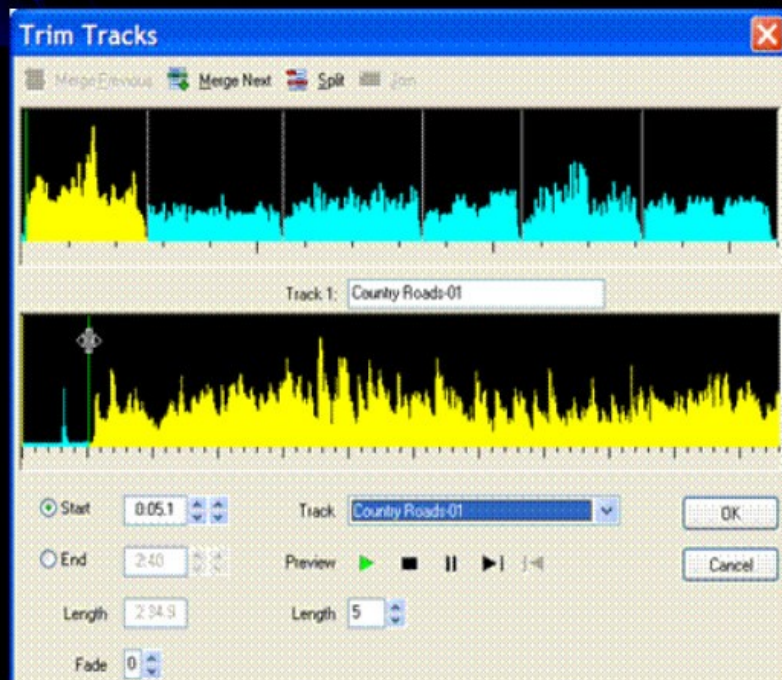 Trim Tracks
Merge Previous Merge Next Split Join
Track 1: Country Roads-01
Start 0:05.1 Track Country Roads-01 OK
End 2:40 Preview Cancel
Length 2:34.9 Length 5
Fade 0